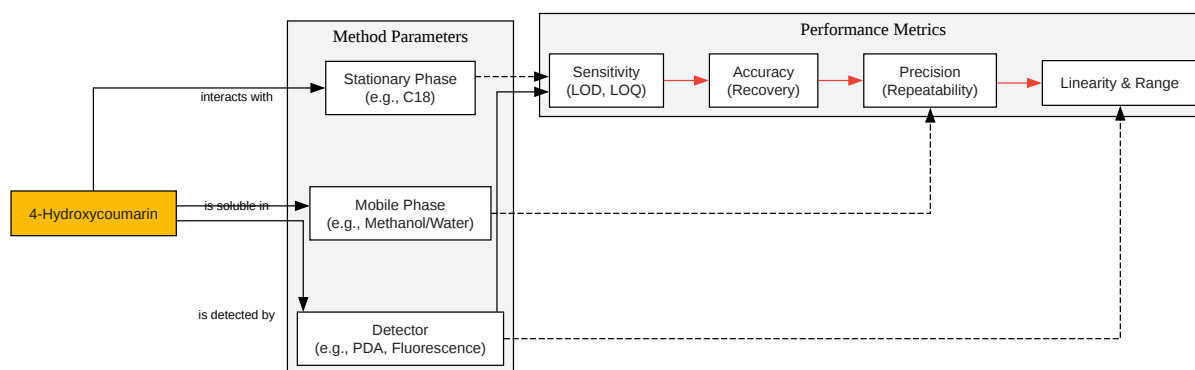 Performance Metrics
Method Parameters
Stationary Phase
(e.g., C18)
Sensitivity
(LOD, LOQ)
Accuracy
(Recovery)
Precision
(Repeatability)
Linearity & Range
interacts with
4-Hydroxycoumarin
is soluble in
Mobile Phase
(e.g., Methanol/Water)
is detected by
Detector
(e.g., PDA, Fluorescence)